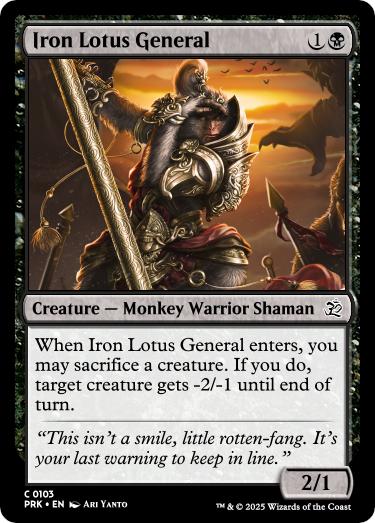 Iron Lotus General 1
Creature — Monkey Warrior Shaman
When Iron Lotus General enters, you
may sacrifice a creature. If you do,
target creature gets -2/-1 until end of
turn.
“This isn’t a smile, little rotten-fang. It’s
your last warning to keep in line.”
2/1
C 0103
PRK • EN Ari Yanto
™ & © 2025 Wizards of the Coast